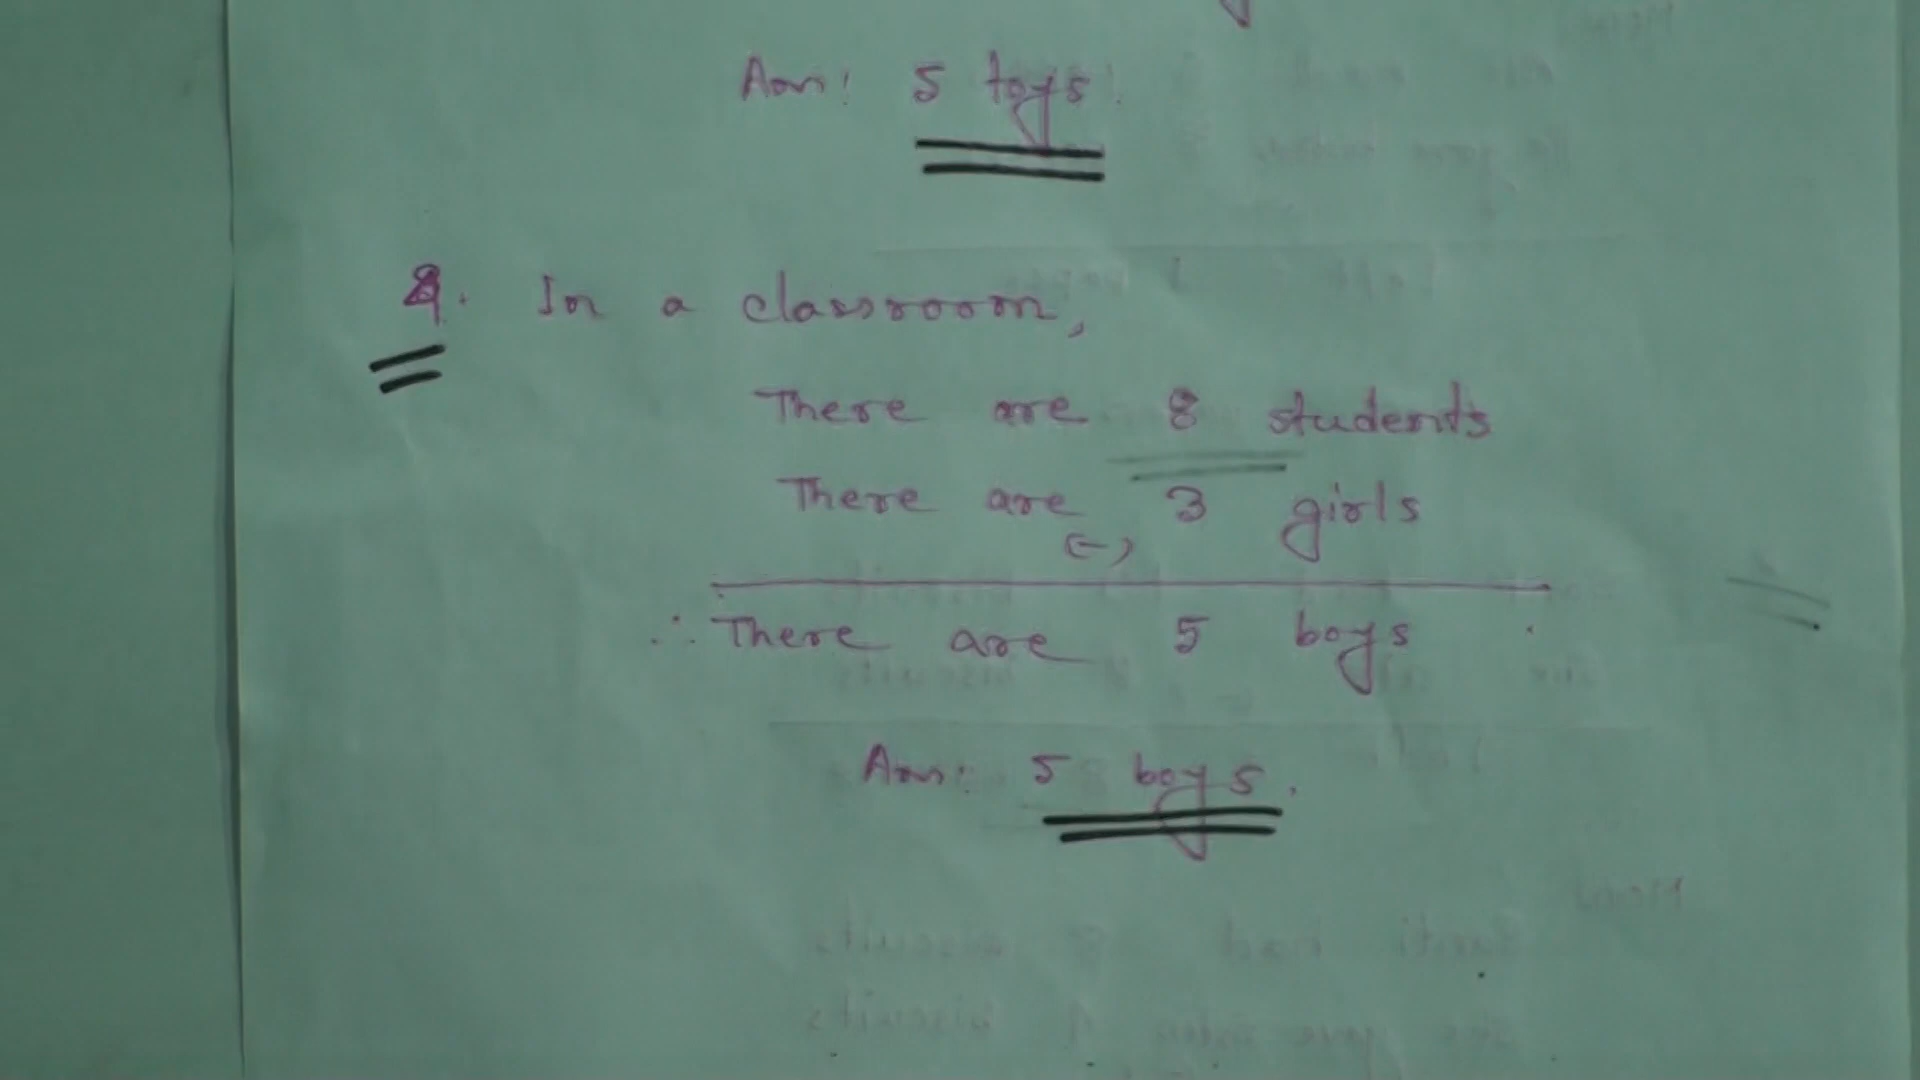 Ans: 5 toys.
9. In a classroom,
There are 8 students
There are 3 girls
(-)
∴ There are 5 boys.
Ans: 5 boys.